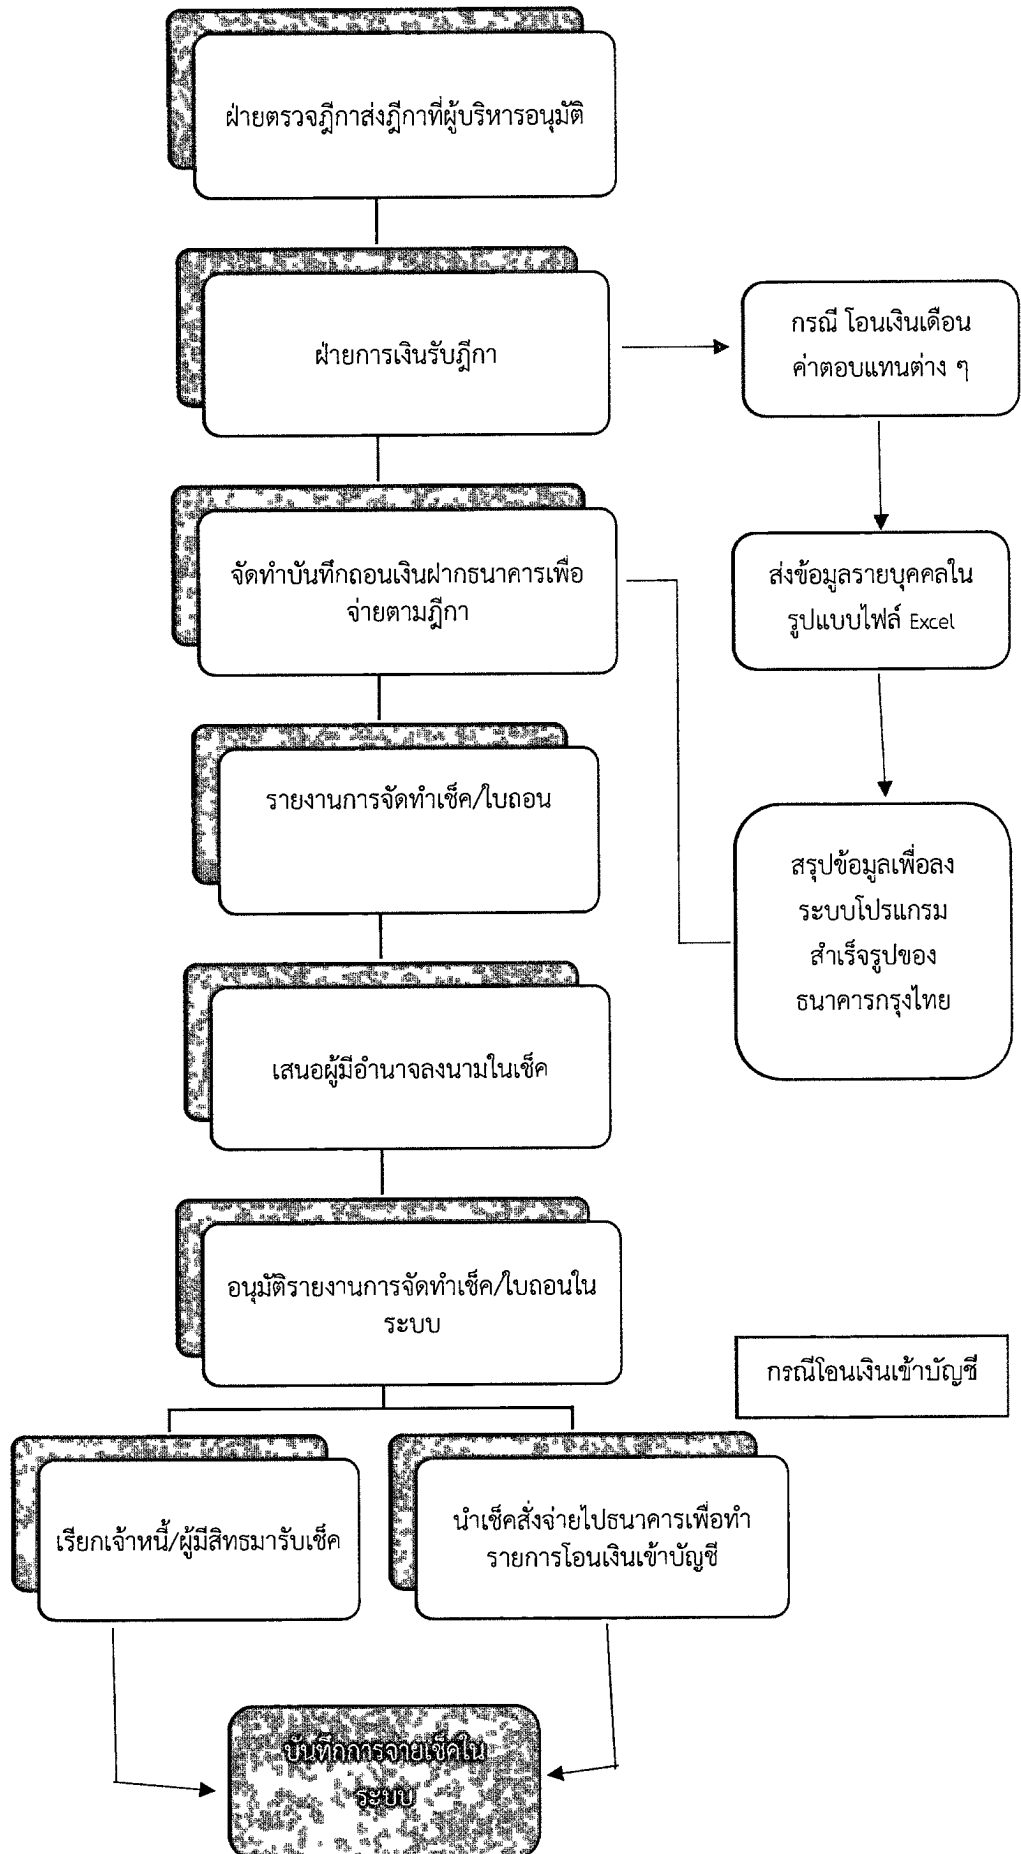 ฝ่ายตรวจฎีกาส่งฎีกาที่ผู้บริหารอนุมัติ
ฝ่ายการเงินรับฎีกา
กรณี โอนเงินเดือน
ค่าตอบแทนต่าง ๆ
จัดทำบันทึกถอนเงินฝากธนาคารเพื่อ
จ่ายตามฎีกา
ส่งข้อมูลรายบุคคลใน
รูปแบบไฟล์ Excel
รายงานการจัดทำเช็ค/ใบถอน
สรุปข้อมูลเพื่อลง
ระบบโปรแกรม
สำเร็จรูปของ
ธนาคารกรุงไทย
เสนอผู้มีอำนาจลงนามในเช็ค
อนุมัติรายงานการจัดทำเช็ค/ใบถอนใน
ระบบ
กรณีโอนเงินเข้าบัญชี
เรียกเจ้าหนี้/ผู้มีสิทธมารับเช็ค
นำเช็คสั่งจ่ายไปธนาคารเพื่อทำ
รายการโอนเงินเข้าบัญชี
บันทึกการจ่ายเช็คใน
ระบบ